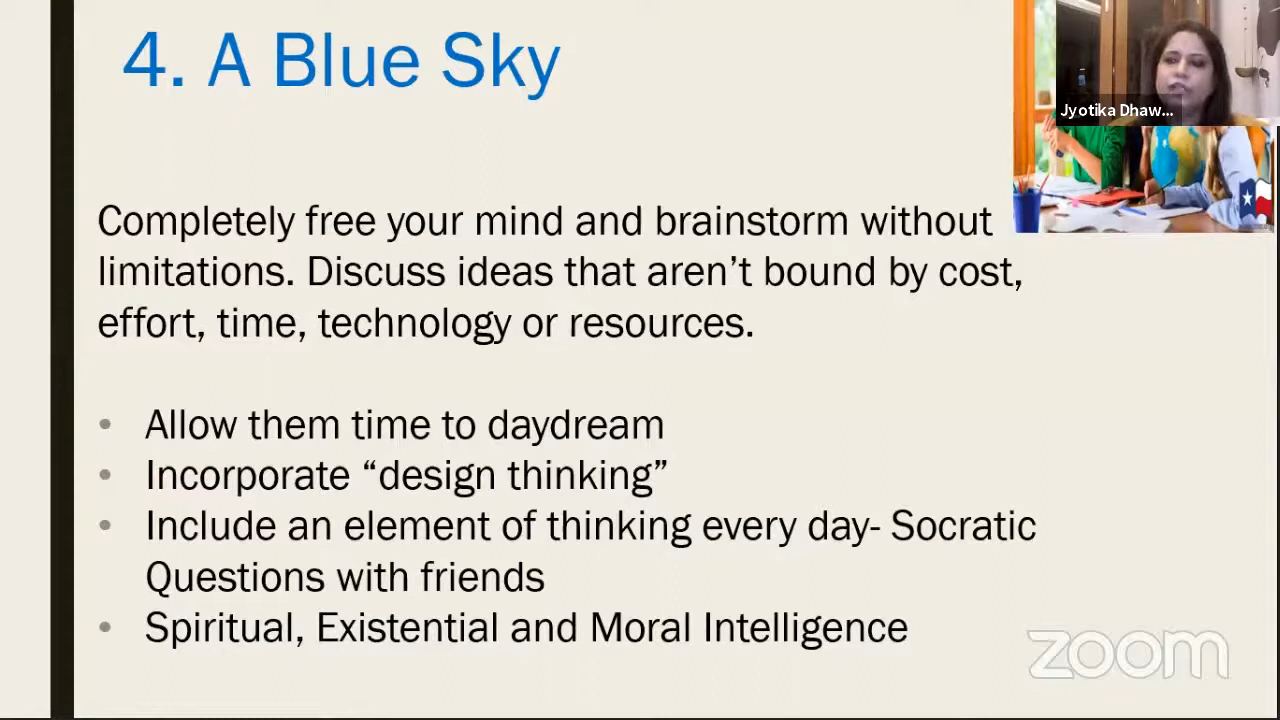 4. A Blue Sky
Jyotika Dhaw...
Completely free your mind and brainstorm without
limitations. Discuss ideas that aren’t bound by cost,
effort, time, technology or resources.
• Allow them time to daydream
• Incorporate “design thinking”
• Include an element of thinking every day- Socratic
Questions with friends
• Spiritual, Existential and Moral Intelligence
zoom